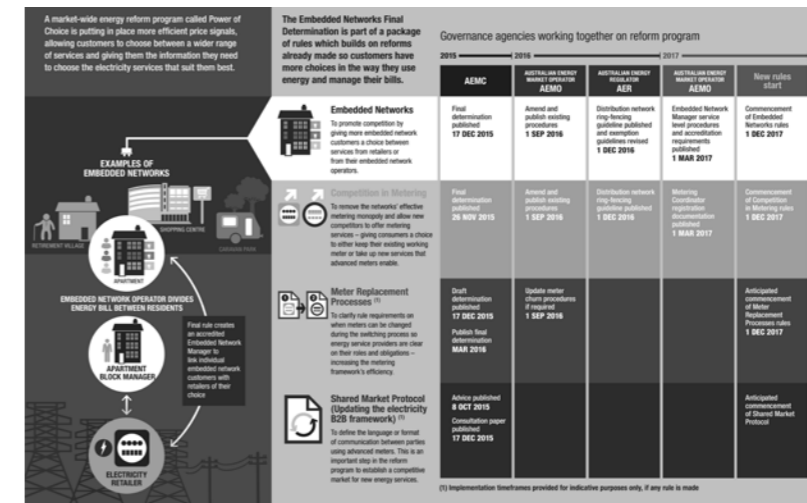 A market-wide energy reform program called Power of
Choice is putting in place more efficient price signals,
allowing customers to choose between a wider range
of services and giving them the information they need
to choose the electricity services that suit them best.
The Embedded Networks Final
Determination is part of a package
of rules which builds on reforms
already made so customers have
more choices in the way they use
energy and manage their bills.
Governance agencies working together on reform program
2015
2016
2017
AEMC
AUSTRALIAN ENERGY
MARKET OPERATOR
AEMO
AUSTRALIAN ENERGY
REGULATOR
AER
AUSTRALIAN ENERGY
MARKET OPERATOR
AEMO
New rules
start
EXAMPLES OF
EMBEDDED NETWORKS
RETIREMENT VILLAGE
SHOPPING CENTRE
CARAVAN PARK
APARTMENT
EMBEDDED NETWORK OPERATOR DIVIDES
ENERGY BILL BETWEEN RESIDENTS
Final rule creates
an accredited
Embedded Network
Manager to
link individual
embedded network
customers with
retailers of their
choice
APARTMENT
BLOCK MANAGER
ELECTRICITY
RETAILER
Embedded Networks
To promote competition by
giving more embedded network
customers a choice between
services from retailers or
from their embedded network
operators.
Final
determination
published
17 DEC 2015
Amend and
publish existing
procedures
1 SEP 2016
Distribution network
ring-fencing
guideline published
and exemption
guidelines revised
1 DEC 2016
Embedded Network
Manager service
level procedures
and accreditation
requirements
published
1 MAR 2017
Commencement
of Embedded
Networks rules
1 DEC 2017
Competition in Metering
To remove the networks' effective
metering monopoly and allow new
competitors to offer metering
services – giving consumers a choice
to either keep their existing working
meter or take up new services that
advanced meters enable.
Final
determination
published
26 NOV 2015
Amend and
publish existing
procedures
1 SEP 2016
Distribution network
ring-fencing
guideline published
1 DEC 2016
Metering
Coordinator
registration
documentation
published
1 MAR 2017
Commencement
of Competition
in Metering rules
1 DEC 2017
Meter Replacement
Processes (1)
To clarify rule requirements on
when meters can be changed
during the switching process so
energy service providers are clear
on their roles and obligations –
increasing the metering
framework's efficiency.
Draft
determination
published
17 DEC 2015
Publish final
determination
MAR 2016
Update meter
churn procedures
if required
1 SEP 2016
Anticipated
commencement
of Meter
Replacement
Processes rules
1 DEC 2017
Shared Market Protocol
(Updating the electricity
B2B framework) (1)
To define the language or format
of communication between parties
using advanced meters. This is an
important step in the reform
program to establish a competitive
market for new energy services.
Advice published
8 OCT 2015
Consultation paper
published
17 DEC 2015
Anticipated
commencement
of Shared Market
Protocol
(1) Implementation timeframes provided for indicative purposes only, if any rule is made